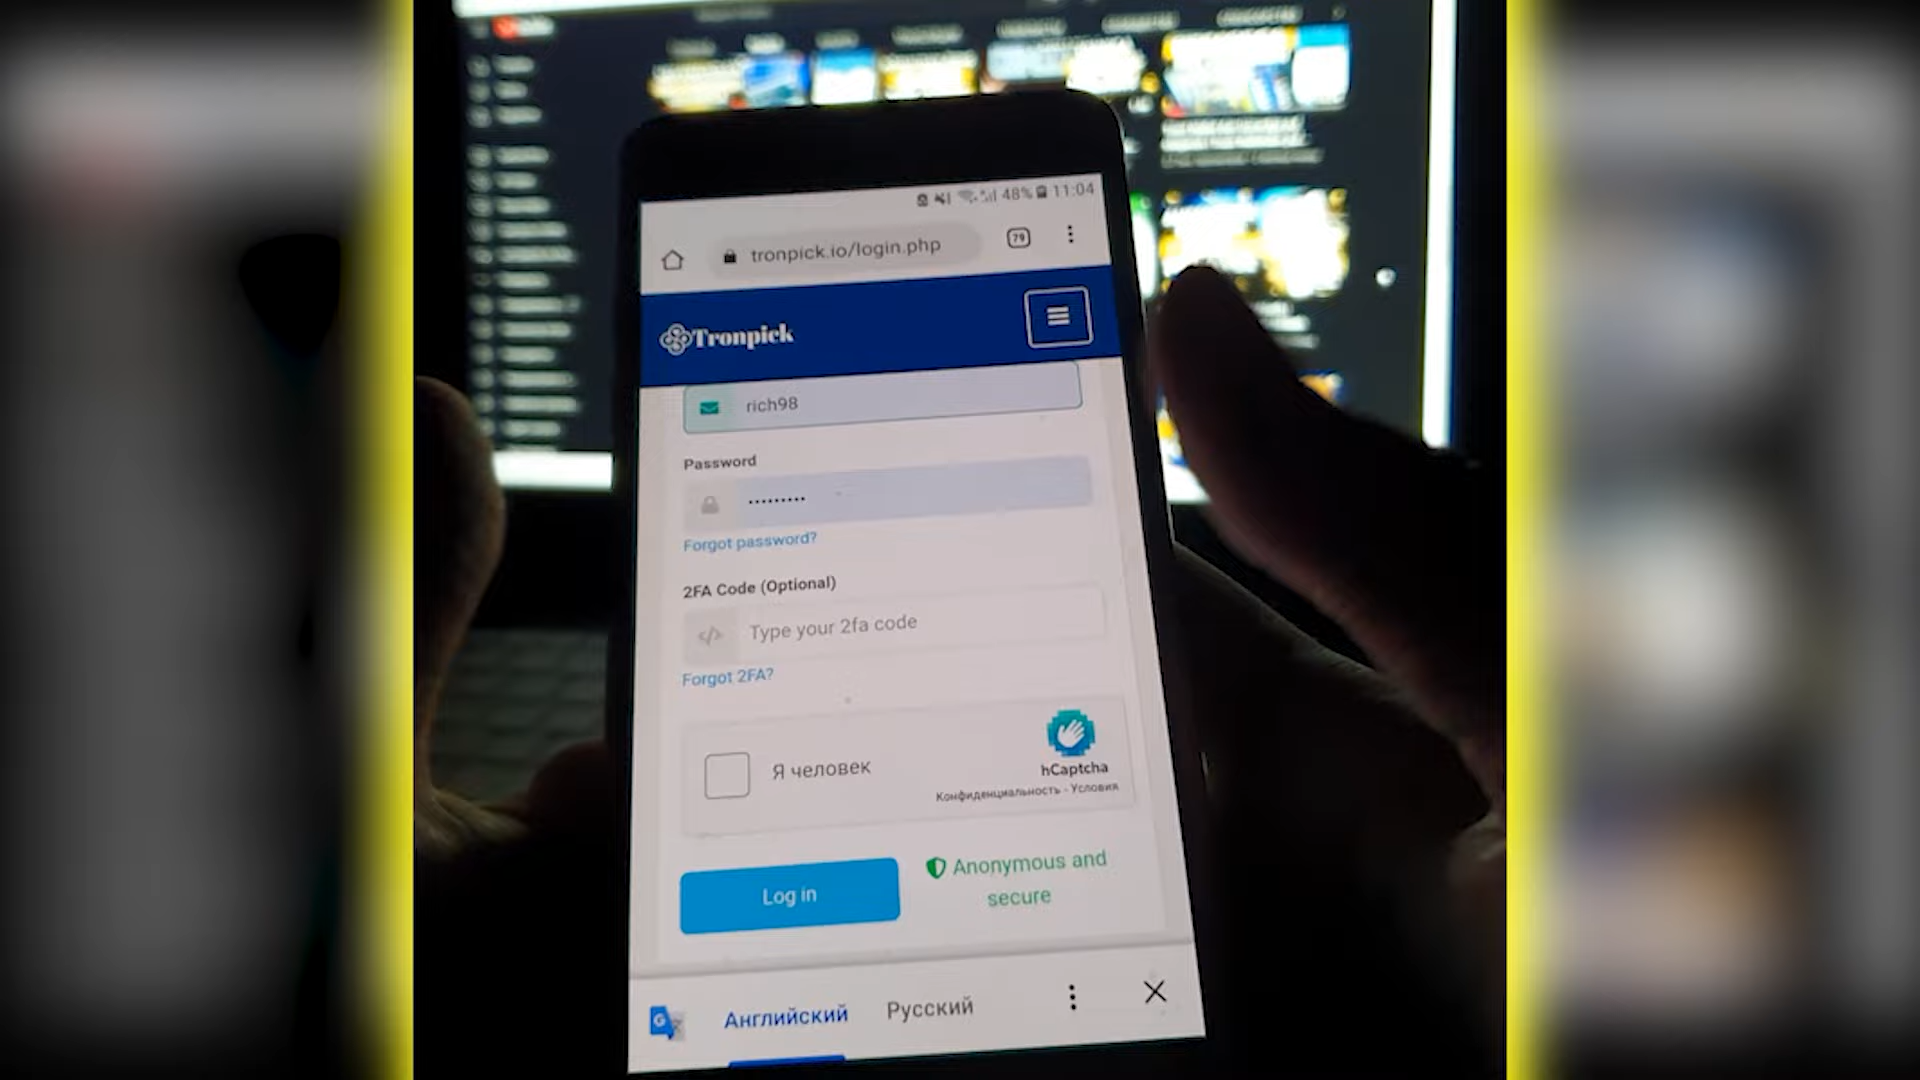 48% 11:04
tronpick.io/login.php
79
Tronpick
rich98
Password
•••••••••
Forgot password?
2FA Code (Optional)
Type your 2fa code
Forgot 2FA?
Я человек
hCaptcha
Конфиденциальность - Условия
Log in
Anonymous and
secure
Английский Русский